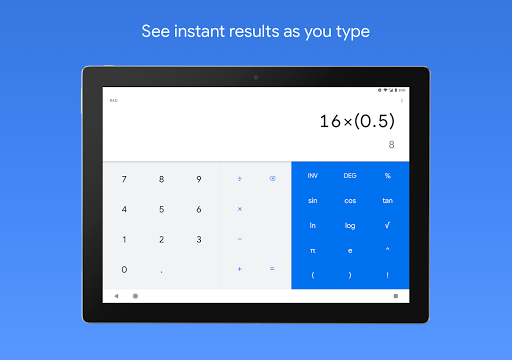 See instant results as you type
RAD
16×(0.5)
8
7 8 9 ÷
4 5 6 ×
1 2 3 −
0 . + =
INV DEG %
sin cos tan
ln log √
π e ^
( ) !